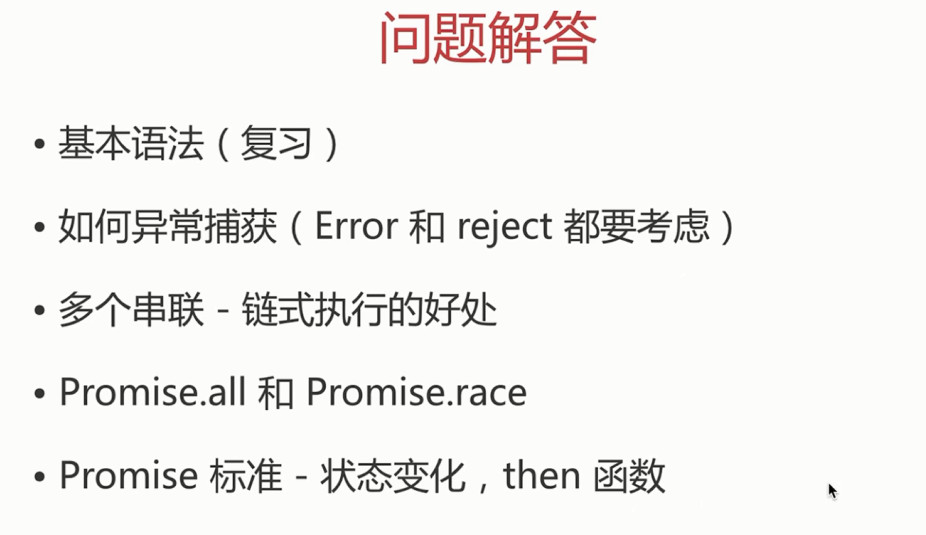 问题解答
• 基本语法（复习）
• 如何异常捕获（Error 和 reject 都要考虑）
• 多个串联 - 链式执行的好处
• Promise.all 和 Promise.race
• Promise 标准 - 状态变化，then 函数